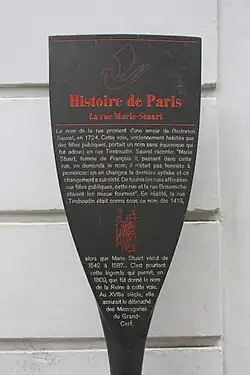 Histoire de Paris
La rue Marie-Stuart
Le nom de la rue provient d'une erreur de l'historien
Sauval, en 1724. Cette voie, anciennement habitée par
des filles publiques, portait un nom sans équivoque qui
fut adouci en rue Tireboudin. Sauval raconte: "Marie
Stuart, femme de François II, passant dans cette
rue, en demanda le nom; il n'était pas honnête à
prononcer; on en changea la dernière syllabe et ce
changement a subsisté. De toutes les rues affectées
aux filles publiques, cette rue et la rue Brisemiche
étaient les mieux fournies". En réalité, la rue
Tireboudin était connu sous ce nom dès 1419,
alors que Marie Stuart vécut de
1542 à 1587... C'est pourtant
cette légende qui permit, en
1809, que fût donné le nom
de la Reine à cette voie.
Au XVIIIe siècle, elle
assurait le débouché
des Messageries
du Grand-
Cerf.